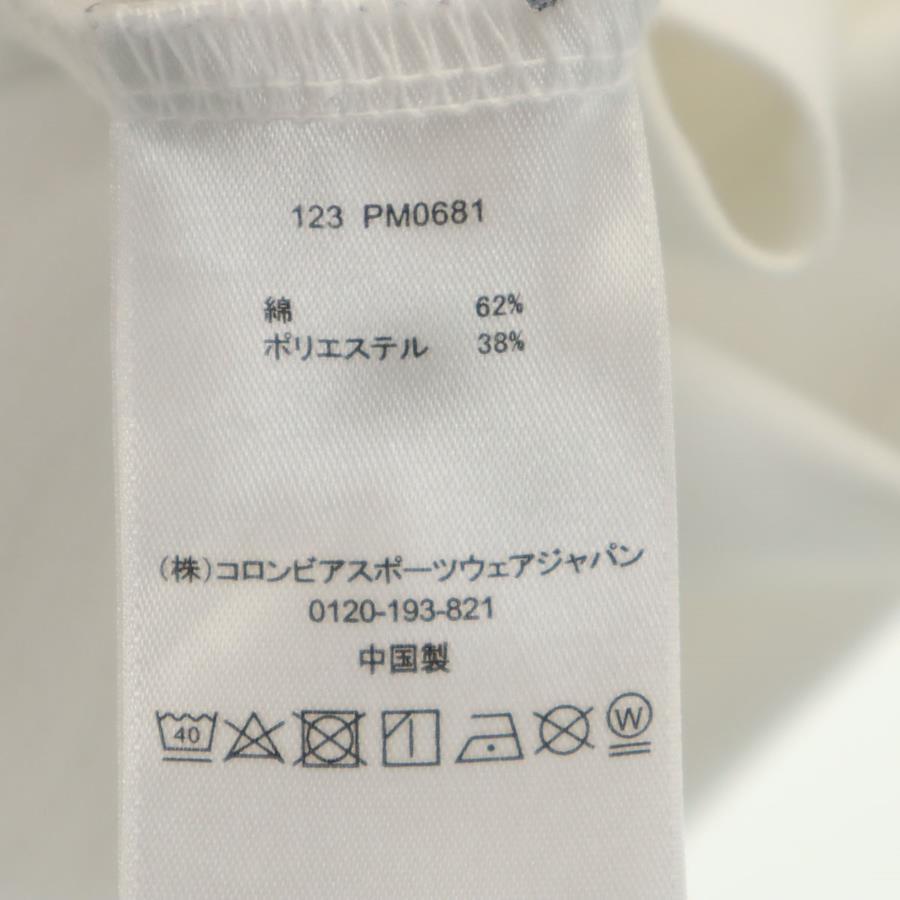 123 PM0681
綿 62%
ポリエステル 38%
(株)コロンビアスポーツウェアジャパン
0120-193-821
中国製
40 W